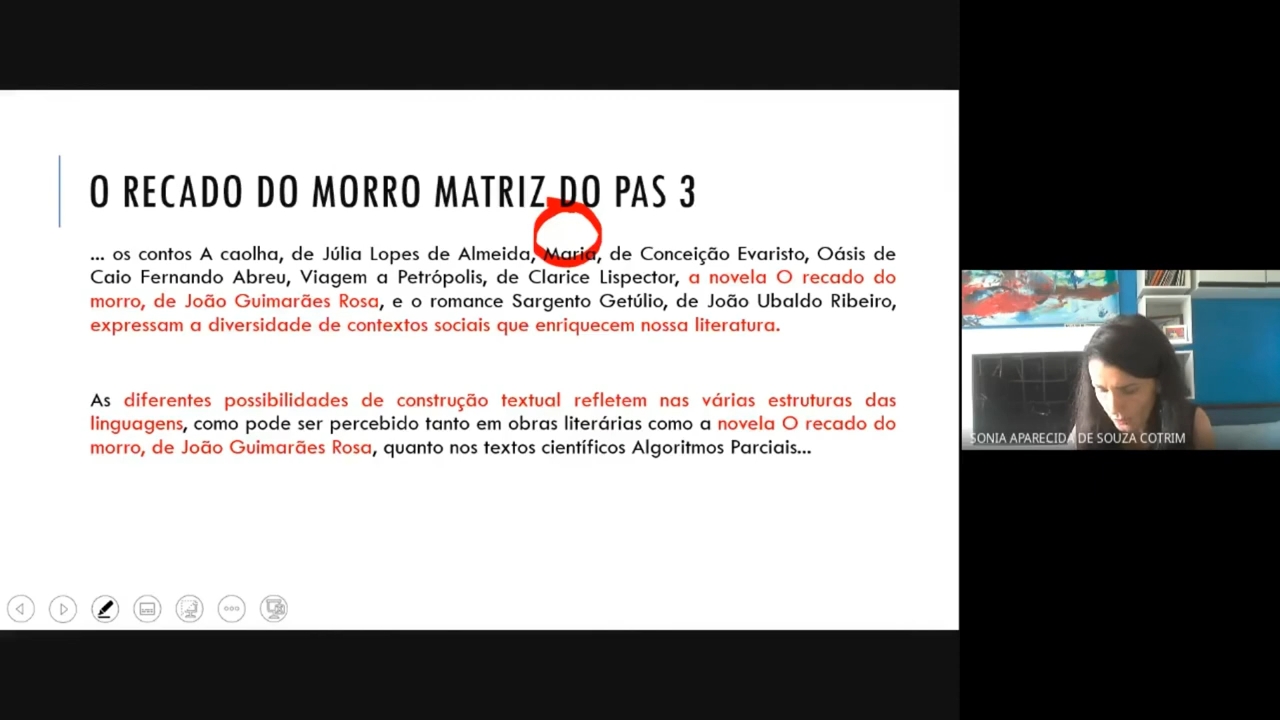 O RECADO DO MORRO MATRIZ DO PAS 3
... os contos A caolha, de Júlia Lopes de Almeida, Maria, de Conceição Evaristo, Oásis de
Caio Fernando Abreu, Viagem a Petrópolis, de Clarice Lispector, a novela O recado do
morro, de João Guimarães Rosa, e o romance Sargento Getúlio, de João Ubaldo Ribeiro,
expressam a diversidade de contextos sociais que enriquecem nossa literatura.
As diferentes possibilidades de construção textual refletem nas várias estruturas das
linguagens, como pode ser percebido tanto em obras literárias como a novela O recado do
morro, de João Guimarães Rosa, quanto nos textos científicos Algoritmos Parciais...
SONIA APARECIDA DE SOUZA COTRIM